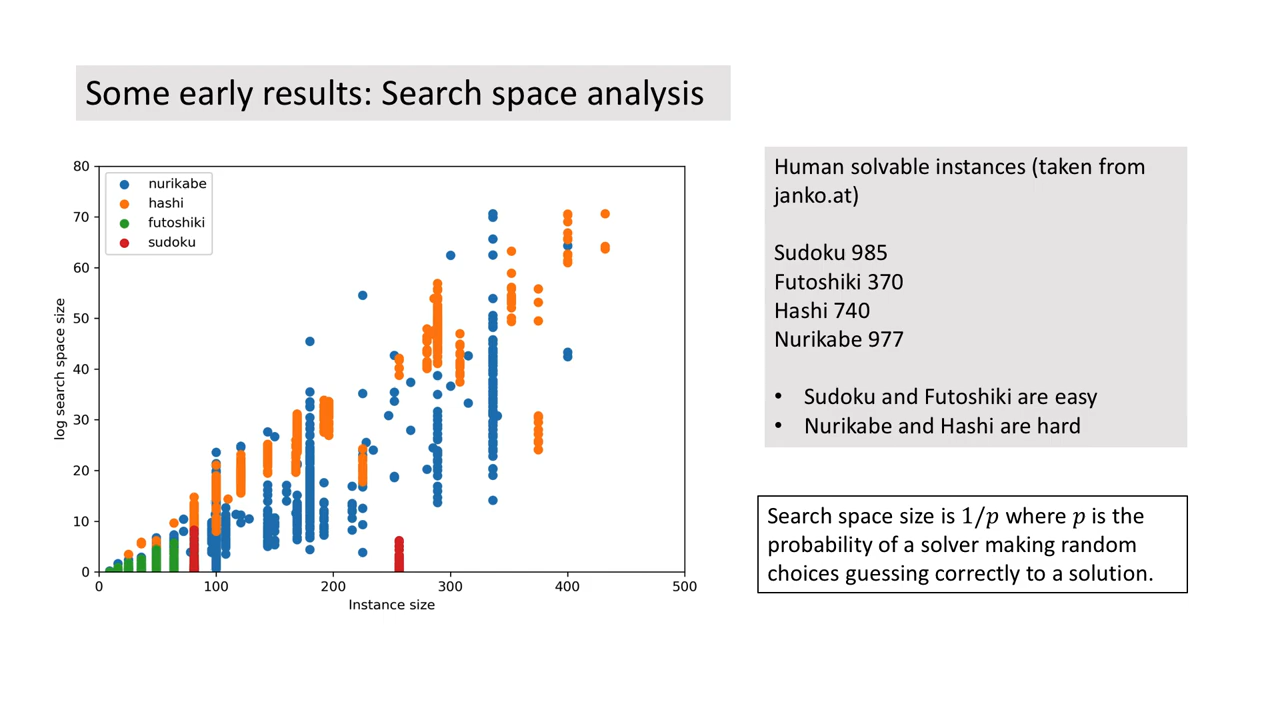 Some early results: Search space analysis
80
70
60
50
40
30
20
10
0
log search space size
nurikabe
hashi
futoshiki
sudoku
0 100 200 300 400 500
Instance size
Human solvable instances (taken from
janko.at)
Sudoku 985
Futoshiki 370
Hashi 740
Nurikabe 977
• Sudoku and Futoshiki are easy
• Nurikabe and Hashi are hard
Search space size is 1/p where p is the
probability of a solver making random
choices guessing correctly to a solution.